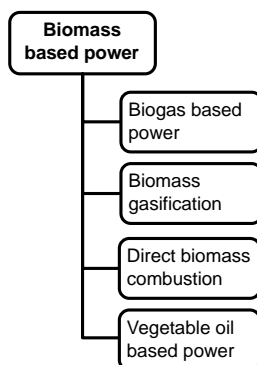 Biomass
based power
Biogas based
power
Biomass
gasification
Direct biomass
combustion
Vegetable oil
based power